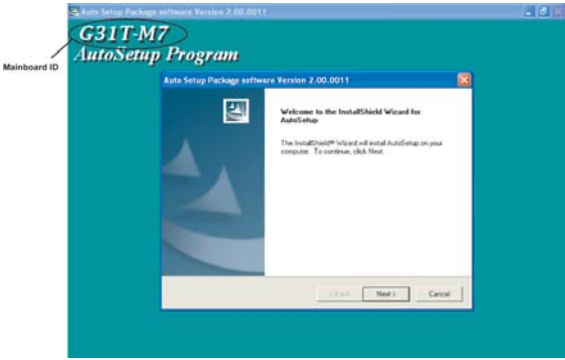 Auto Setup Package software Version 2.00.0011
G31T-M7
AutoSetup Program
Mainboard ID
Auto Setup Package software Version 2.00.0011
Welcome to the InstallShield Wizard for
AutoSetup
The InstallShield® Wizard will install AutoSetup on your
computer. To continue, click Next.
< Back
Next >
Cancel